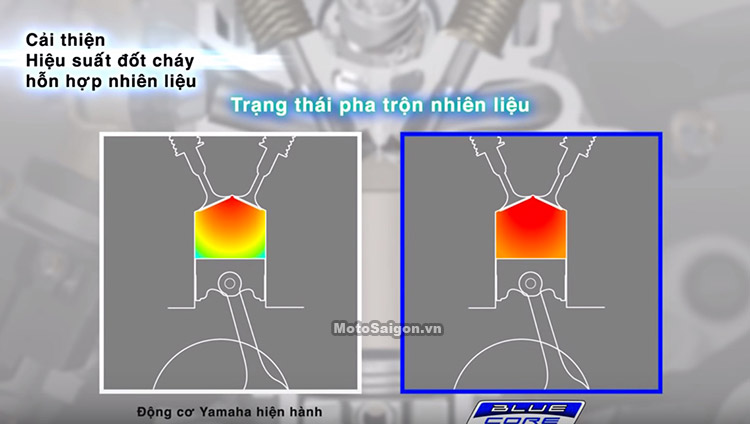 Cải thiện
Hiệu suất đốt cháy
hỗn hợp nhiên liệu
Trạng thái pha trộn nhiên liệu
MotoSaigon.vn
Động cơ Yamaha hiện hành
BLUE
CORE